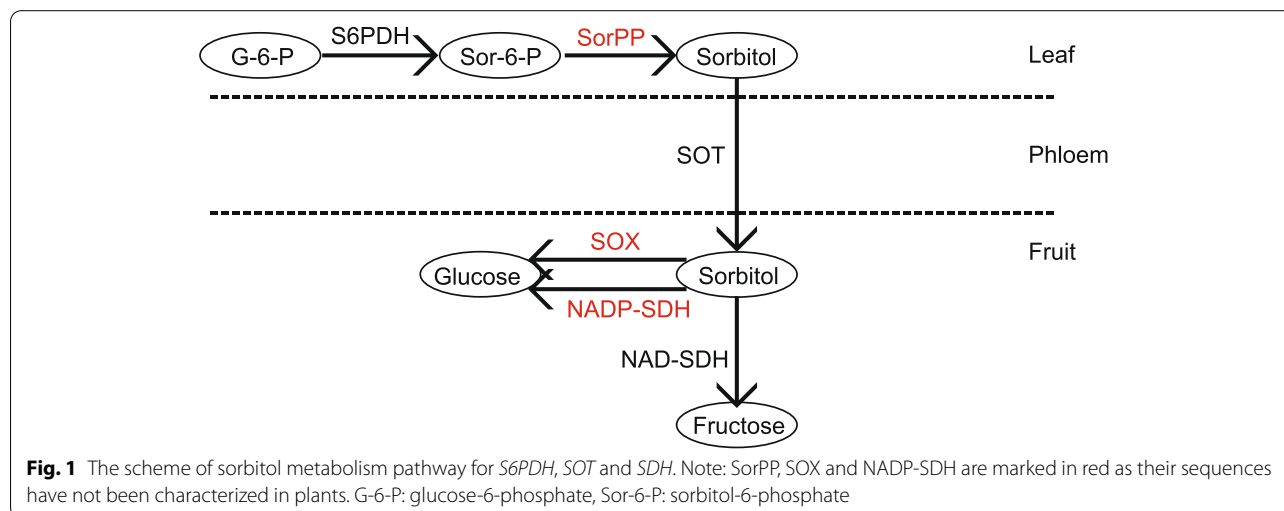 S6PDH
SorPP
G-6-P
Sor-6-P
Sorbitol
Leaf
SOT
Phloem
SOX
Fruit
Glucose
Sorbitol
NADP-SDH
NAD-SDH
Fructose
Fig. 1 The scheme of sorbitol metabolism pathway for S6PDH, SOT and SDH. Note: SorPP, SOX and NADP-SDH are marked in red as their sequences
have not been characterized in plants. G-6-P: glucose-6-phosphate, Sor-6-P: sorbitol-6-phosphate